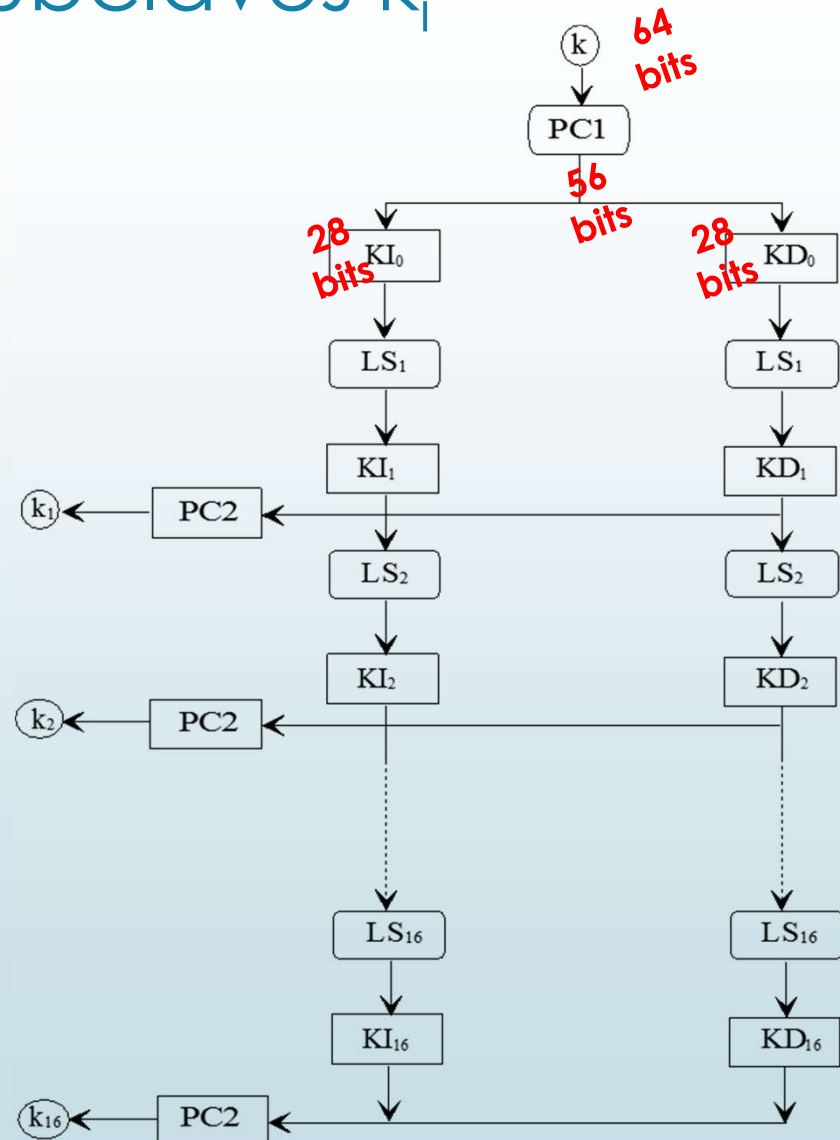 k
64
bits
PC1
56
bits
28
bits
KI₀
28
bits
KD₀
LS₁
LS₁
KI₁
KD₁
k₁
PC2
LS₂
LS₂
KI₂
KD₂
k₂
PC2
LS₁₆
LS₁₆
KI₁₆
KD₁₆
k₁₆
PC2